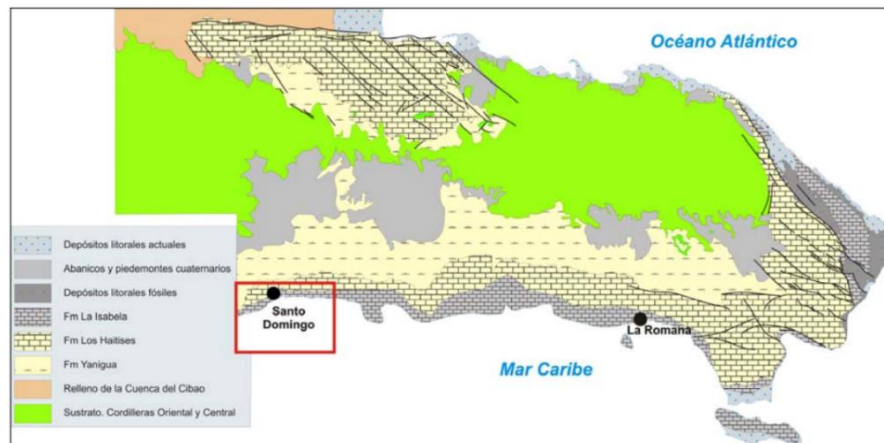 Océano Atlántico
Depósitos litorales actuales
Abanicos y piedemontes cuaternarios
Depósitos litorales fósiles
Fm La Isabela
Fm Los Haitises
Fm Yanigua
Relleno de la Cuenca del Cibao
Sustrato. Cordilleras Oriental y Central
Santo
Domingo
La Romana
Mar Caribe